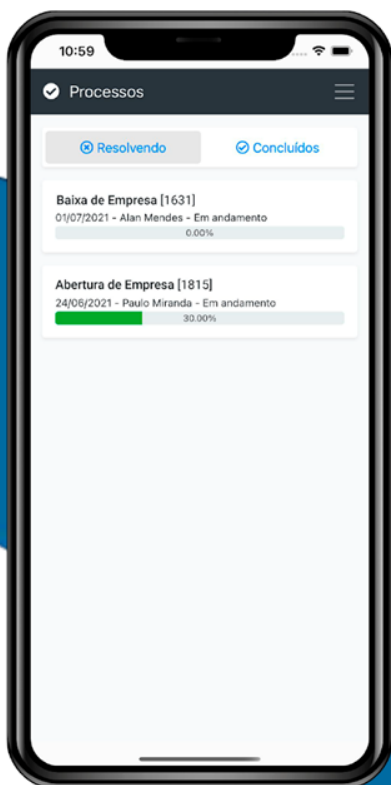 10:59
Processos
Resolvendo
Concluídos
Baixa de Empresa [1631]
01/07/2021 - Alan Mendes - Em andamento
0.00%
Abertura de Empresa [1815]
24/06/2021 - Paulo Miranda - Em andamento
30.00%